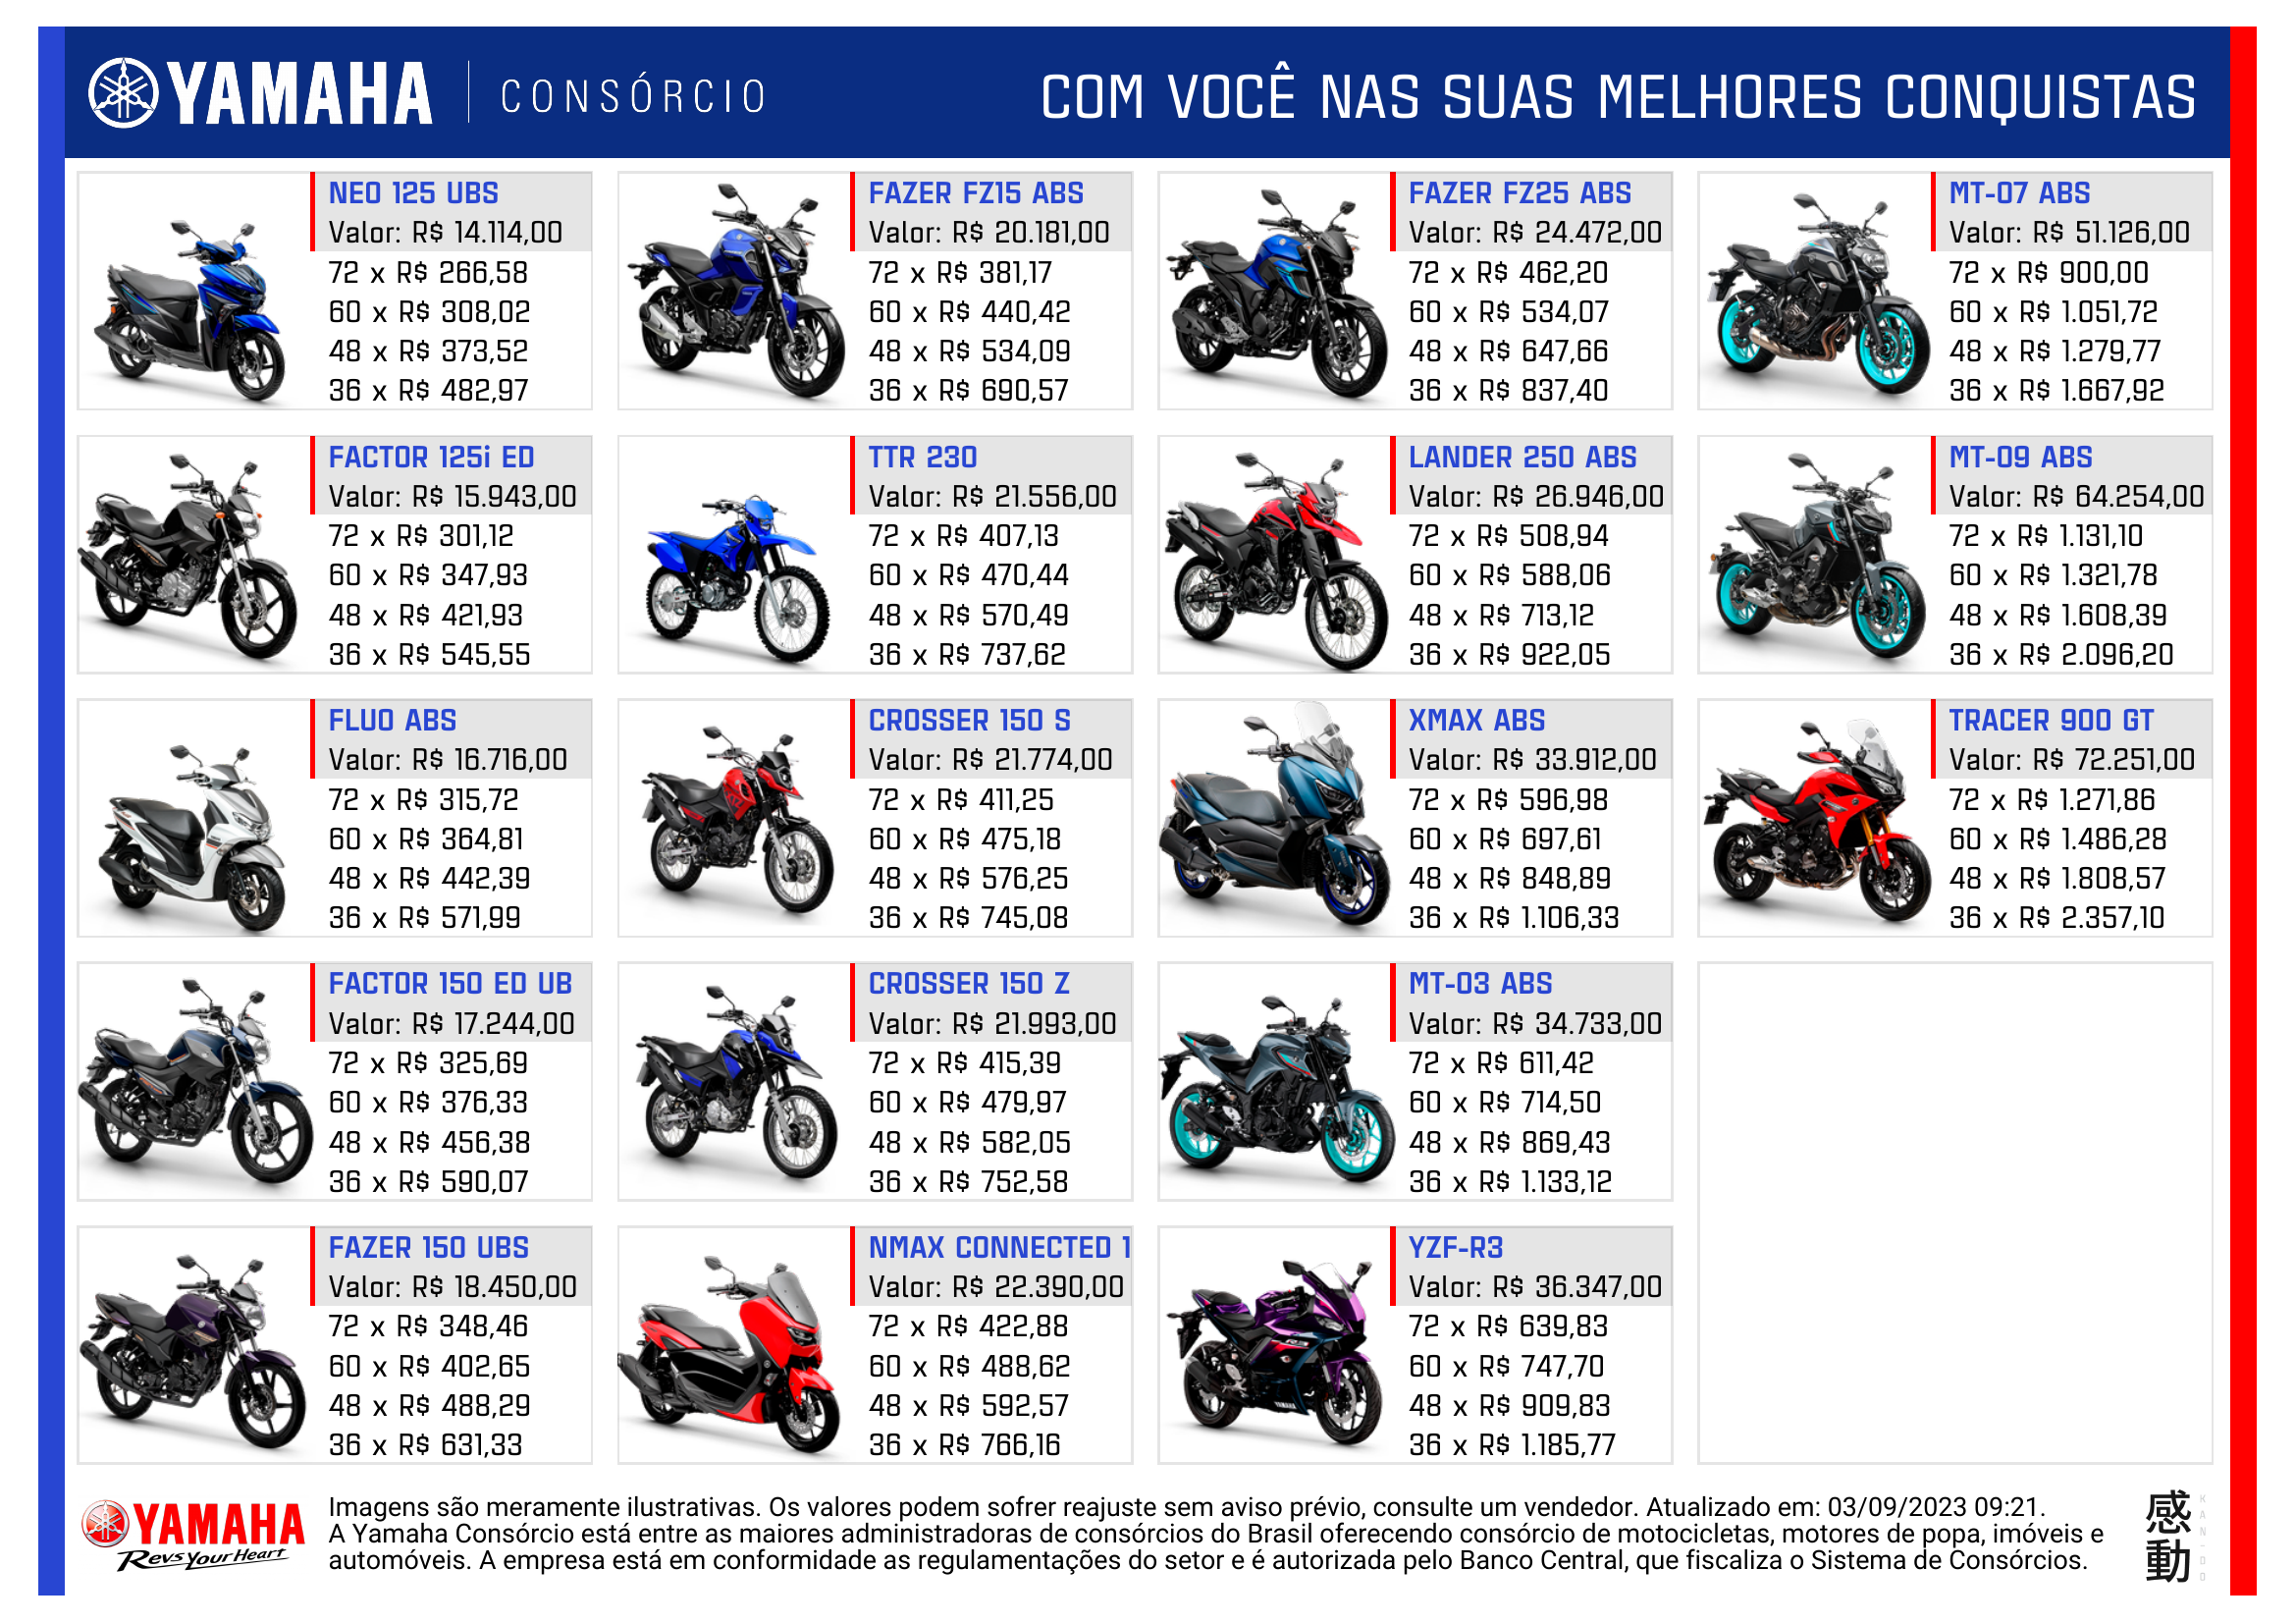 YAMAHA | CONSÓRCIO
COM VOCÊ NAS SUAS MELHORES CONQUISTAS
NEO 125 UBS
Valor: R$ 14.114,00
72 x R$ 266,58
60 x R$ 308,02
48 x R$ 373,52
36 x R$ 482,97
FAZER FZ15 ABS
Valor: R$ 20.181,00
72 x R$ 381,17
60 x R$ 440,42
48 x R$ 534,09
36 x R$ 690,57
FAZER FZ25 ABS
Valor: R$ 24.472,00
72 x R$ 462,20
60 x R$ 534,07
48 x R$ 647,66
36 x R$ 837,40
MT-07 ABS
Valor: R$ 51.126,00
72 x R$ 900,00
60 x R$ 1.051,72
48 x R$ 1.279,77
36 x R$ 1.667,92
FACTOR 125i ED
Valor: R$ 15.943,00
72 x R$ 301,12
60 x R$ 347,93
48 x R$ 421,93
36 x R$ 545,55
TTR 230
Valor: R$ 21.556,00
72 x R$ 407,13
60 x R$ 470,44
48 x R$ 570,49
36 x R$ 737,62
LANDER 250 ABS
Valor: R$ 26.946,00
72 x R$ 508,94
60 x R$ 588,06
48 x R$ 713,12
36 x R$ 922,05
MT-09 ABS
Valor: R$ 64.254,00
72 x R$ 1.131,10
60 x R$ 1.321,78
48 x R$ 1.608,39
36 x R$ 2.096,20
FLUO ABS
Valor: R$ 16.716,00
72 x R$ 315,72
60 x R$ 364,81
48 x R$ 442,39
36 x R$ 571,99
CROSSER 150 S
Valor: R$ 21.774,00
72 x R$ 411,25
60 x R$ 475,18
48 x R$ 576,25
36 x R$ 745,08
XMAX ABS
Valor: R$ 33.912,00
72 x R$ 596,98
60 x R$ 697,61
48 x R$ 848,89
36 x R$ 1.106,33
TRACER 900 GT
Valor: R$ 72.251,00
72 x R$ 1.271,86
60 x R$ 1.486,28
48 x R$ 1.808,57
36 x R$ 2.357,10
FACTOR 150 ED UB
Valor: R$ 17.244,00
72 x R$ 325,69
60 x R$ 376,33
48 x R$ 456,38
36 x R$ 590,07
CROSSER 150 Z
Valor: R$ 21.993,00
72 x R$ 415,39
60 x R$ 479,97
48 x R$ 582,05
36 x R$ 752,58
MT-03 ABS
Valor: R$ 34.733,00
72 x R$ 611,42
60 x R$ 714,50
48 x R$ 869,43
36 x R$ 1.133,12
FAZER 150 UBS
Valor: R$ 18.450,00
72 x R$ 348,46
60 x R$ 402,65
48 x R$ 488,29
36 x R$ 631,33
NMAX CONNECTED 1
Valor: R$ 22.390,00
72 x R$ 422,88
60 x R$ 488,62
48 x R$ 592,57
36 x R$ 766,16
YZF-R3
Valor: R$ 36.347,00
72 x R$ 639,83
60 x R$ 747,70
48 x R$ 909,83
36 x R$ 1.185,77
YAMAHA
Revs Your Heart
Imagens são meramente ilustrativas. Os valores podem sofrer reajuste sem aviso prévio, consulte um vendedor. Atualizado em: 03/09/2023 09:21.
A Yamaha Consórcio está entre as maiores administradoras de consórcios do Brasil oferecendo consórcio de motocicletas, motores de popa, imóveis e
automóveis. A empresa está em conformidade as regulamentações do setor e é autorizada pelo Banco Central, que fiscaliza o Sistema de Consórcios.
感動
KAN-DO